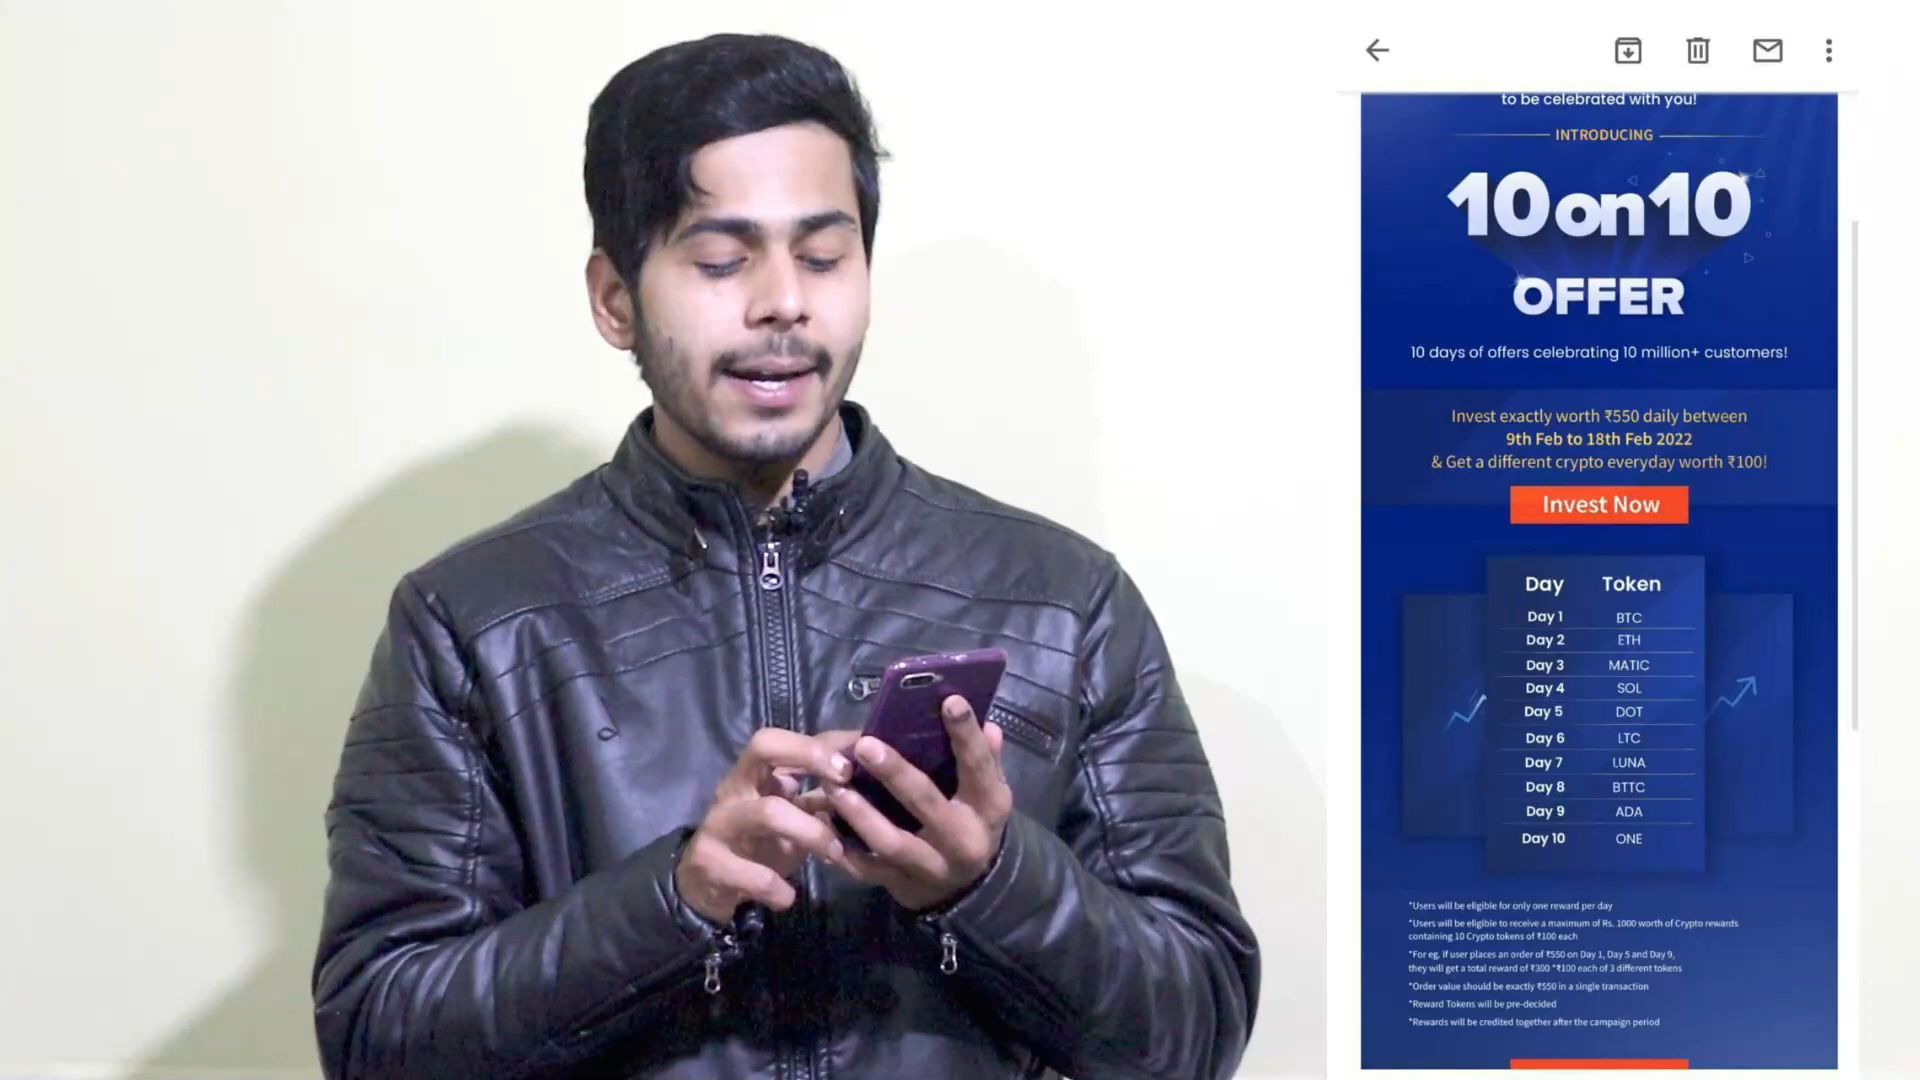 to be celebrated with you!
INTRODUCING
10 on 10
OFFER
10 days of offers celebrating 10 million+ customers!
Invest exactly worth ₹550 daily between
9th Feb to 18th Feb 2022
& Get a different crypto everyday worth ₹100!
Invest Now
Day Token
Day 1 BTC
Day 2 ETH
Day 3 MATIC
Day 4 SOL
Day 5 DOT
Day 6 LTC
Day 7 LUNA
Day 8 BTTC
Day 9 ADA
Day 10 ONE
*Users will be eligible for only one reward per day
*Users will be eligible to receive a maximum of Rs. 1000 worth of Crypto rewards
containing 10 Crypto tokens of ₹100 each
*For eg. if user places an order of ₹550 on Day 1, Day 5 and Day 9,
they will get a total reward of ₹300 *₹100 each of 3 different tokens
*Order value should be exactly ₹550 in a single transaction
*Reward Tokens will be pre-decided
*Rewards will be credited together after the campaign period